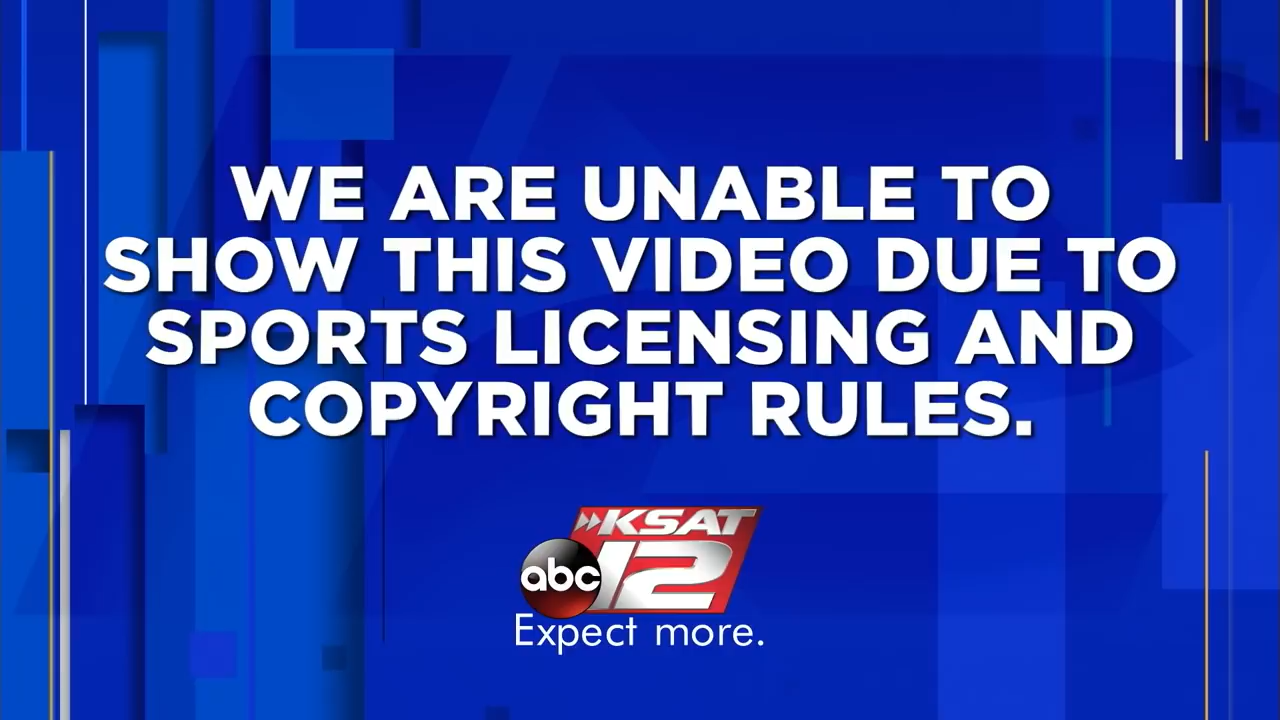 WE ARE UNABLE TO
SHOW THIS VIDEO DUE TO
SPORTS LICENSING AND
COPYRIGHT RULES.
KSAT
abc 12
Expect more.